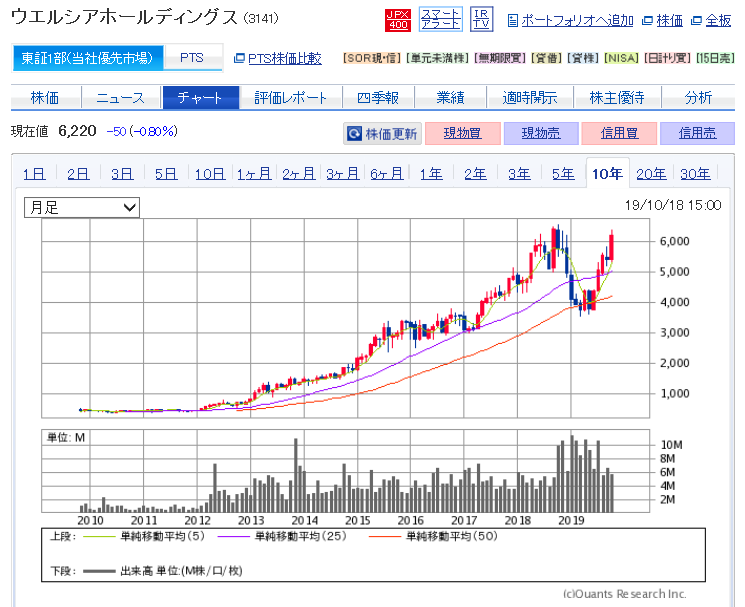 ウエルシアホールディングス (3141)
JPX 400 スマート アラート IR TV ポートフォリオへ追加 株価 全板
東証1部(当社優先市場) PTS PTS株価比較 [SOR現・信] [単元未満株] [無期限買] [貸借] [貸株] [NISA] [日計り買] [15日売]
株価 ニュース チャート 評価レポート 四季報 業績 適時開示 株主優待 分析
現在値 6,220 -50 (-0.80%) 株価更新 現物買 現物売 信用買 信用売
1日 2日 3日 5日 10日 1ヶ月 2ヶ月 3ヶ月 6ヶ月 1年 2年 3年 5年 10年 20年 30年
月足 19/10/18 15:00
6,000
5,000
4,000
3,000
2,000
1,000
単位: M
10M
8M
6M
4M
2M
2010 2011 2012 2013 2014 2015 2016 2017 2018 2019
上段: 単純移動平均(5) 単純移動平均(25) 単純移動平均(50)
下段: 出来高 単位:(M株/口/枚)
(c)Quants Research Inc.